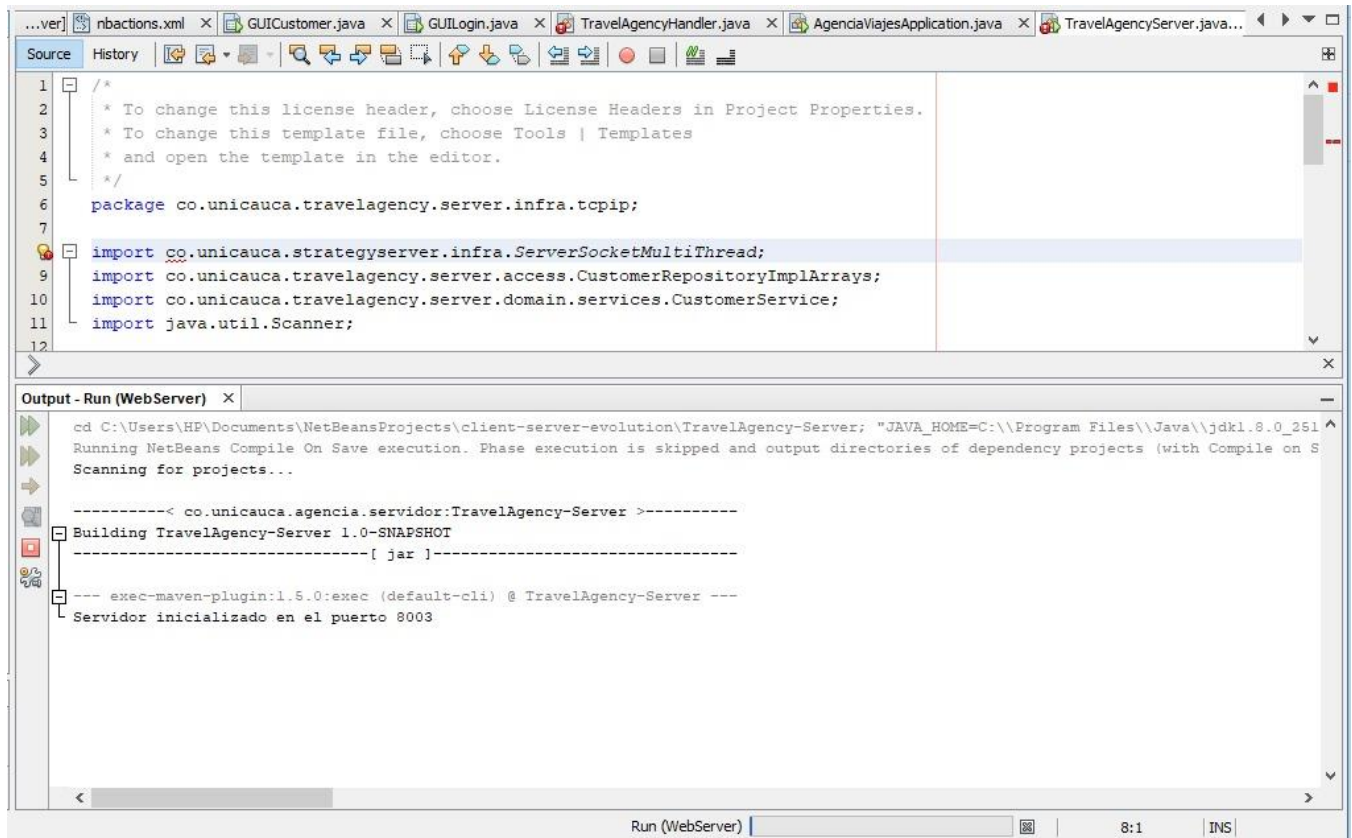 ...ver] nbactions.xml GUICustomer.java GUILogin.java TravelAgencyHandler.java AgenciaViajesApplication.java TravelAgencyServer.java...
Source History
1 /*
2 * To change this license header, choose License Headers in Project Properties.
3 * To change this template file, choose Tools | Templates
4 * and open the template in the editor.
5 */
6 package co.unicauca.travelagency.server.infra.tcpip;
7
import co.unicauca.strategyserver.infra.ServerSocketMultiThread;
9 import co.unicauca.travelagency.server.access.CustomerRepositoryImplArrays;
10 import co.unicauca.travelagency.server.domain.services.CustomerService;
11 import java.util.Scanner;
12
Output - Run (WebServer)
cd C:\Users\HP\Documents\NetBeansProjects\client-server-evolution\TravelAgency-Server; "JAVA_HOME=C:\\Program Files\\Java\\jdk1.8.0_251
Running NetBeans Compile On Save execution. Phase execution is skipped and output directories of dependency projects (with Compile on S
Scanning for projects...
----------< co.unicauca.agencia.servidor:TravelAgency-Server >----------
Building TravelAgency-Server 1.0-SNAPSHOT
--------------------------------[ jar ]---------------------------------
--- exec-maven-plugin:1.5.0:exec (default-cli) @ TravelAgency-Server ---
Servidor inicializado en el puerto 8003
Run (WebServer) 8:1 INS